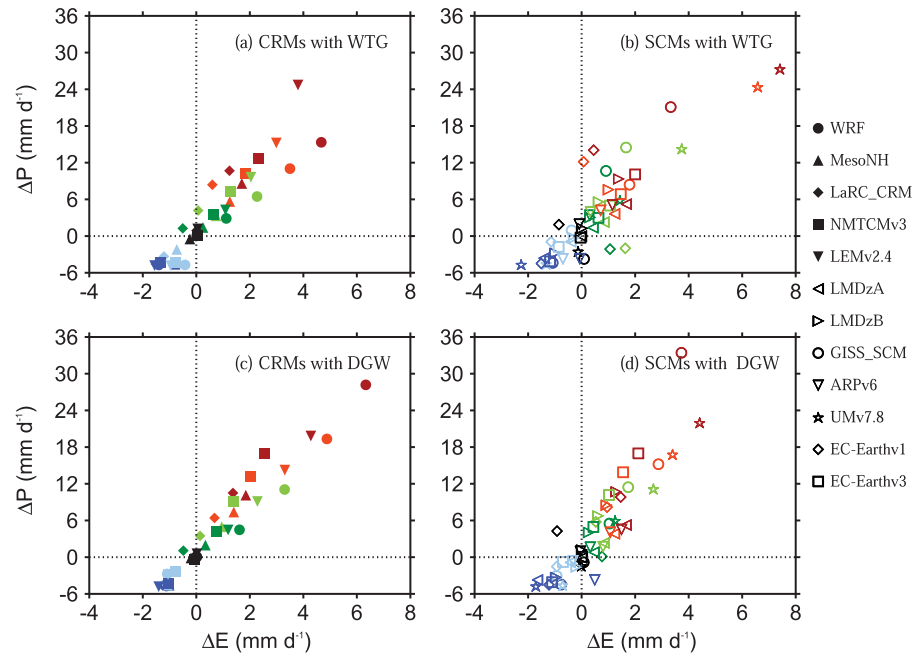 36
30
24
18
12
6
0
-6
ΔP (mm d⁻¹)
(a) CRMs with WTG
-4 -2 0 2 4 6 8
36
30
24
18
12
6
0
-6
(b) SCMs with WTG
-4 -2 0 2 4 6 8
36
30
24
18
12
6
0
-6
ΔP (mm d⁻¹)
(c) CRMs with DGW
-4 -2 0 2 4 6 8
ΔE (mm d⁻¹)
36
30
24
18
12
6
0
-6
(d) SCMs with DGW
-4 -2 0 2 4 6 8
ΔE (mm d⁻¹)
WRF
MesoNH
LaRC_CRM
NMTCMv3
LEMv2.4
LMDzA
LMDzB
GISS_SCM
ARPv6
UMv7.8
EC-Earthv1
EC-Earthv3